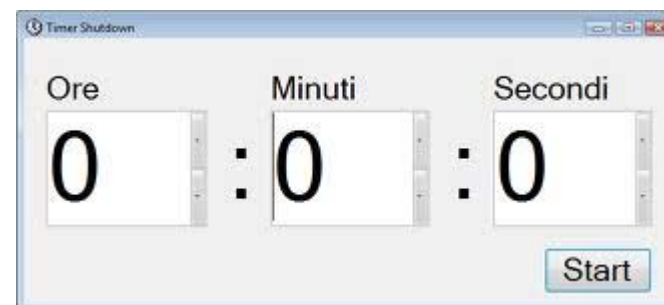 Timer Shutdown
Ore Minuti Secondi
0 : 0 : 0
Start